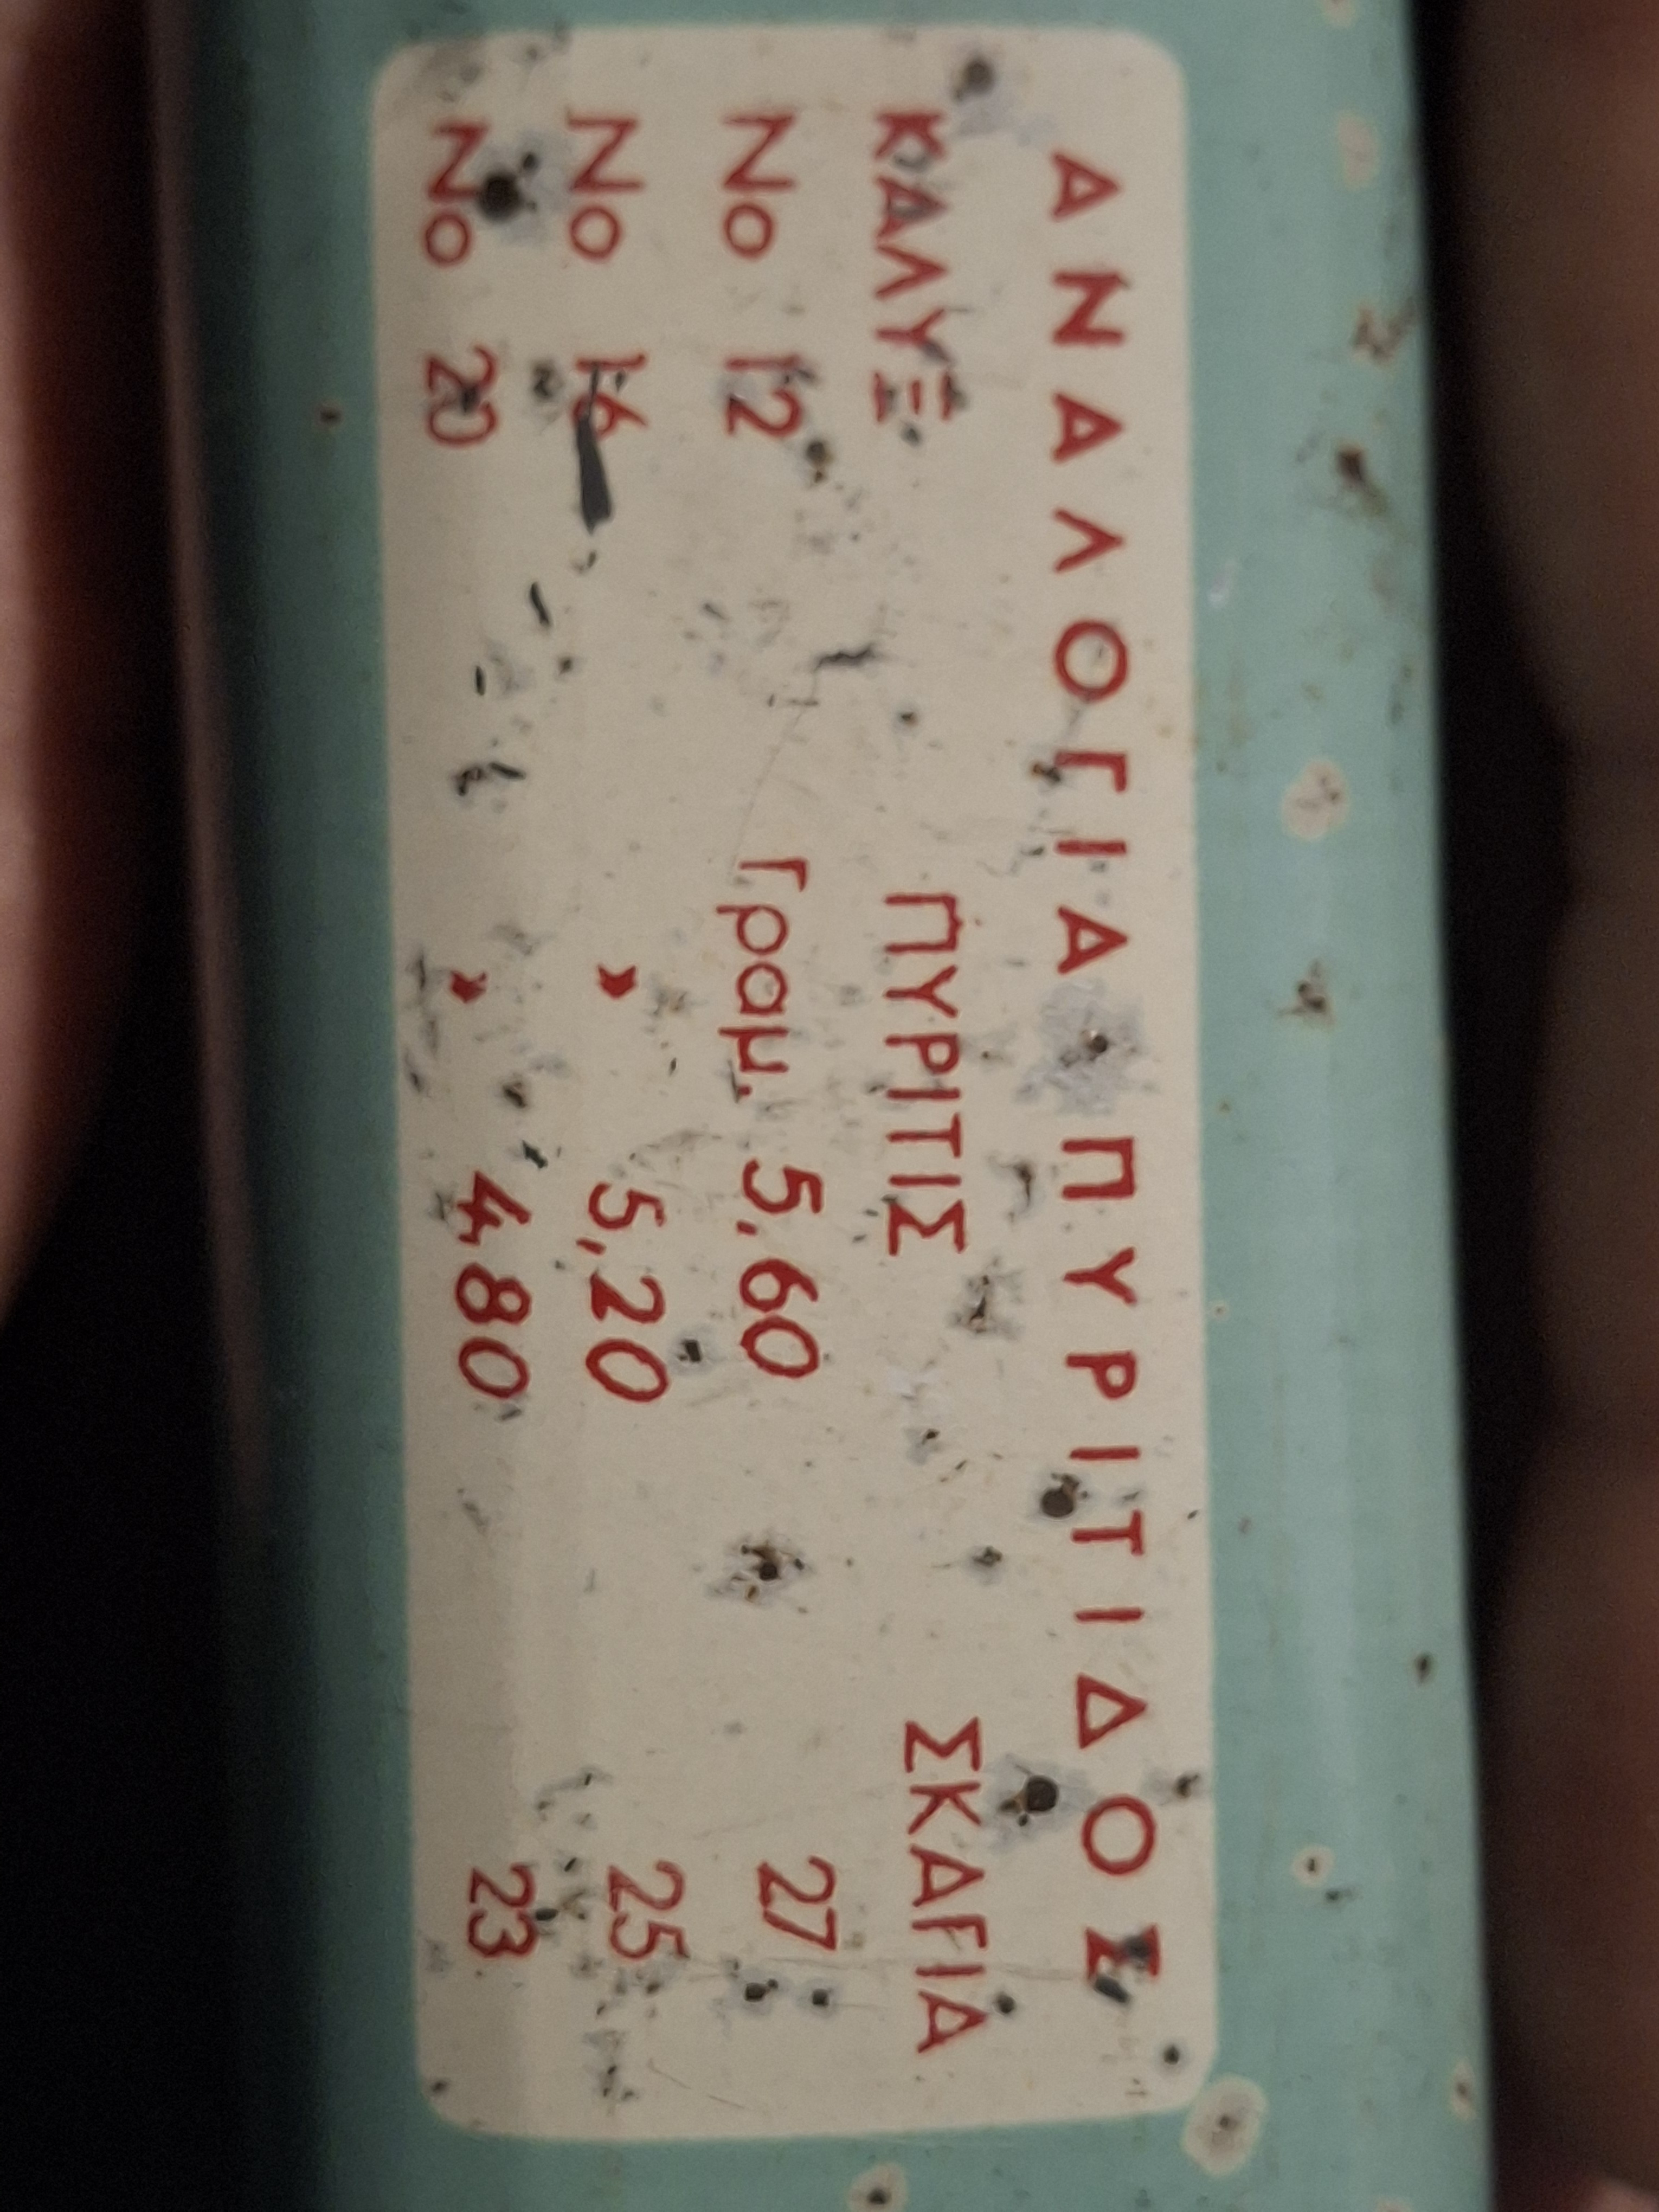 ΑΝΑΛΟΓΙΑ ΠΥΡΙΤΙΔΟΣ
ΚΑΛΥΞ ΠΥΡΙΤΙΣ ΣΚΑΓΙΑ
Νο 12 Γραμ. 5,60 27
Νο 16 » 5,20 25
Νο 20 » 4,80 23